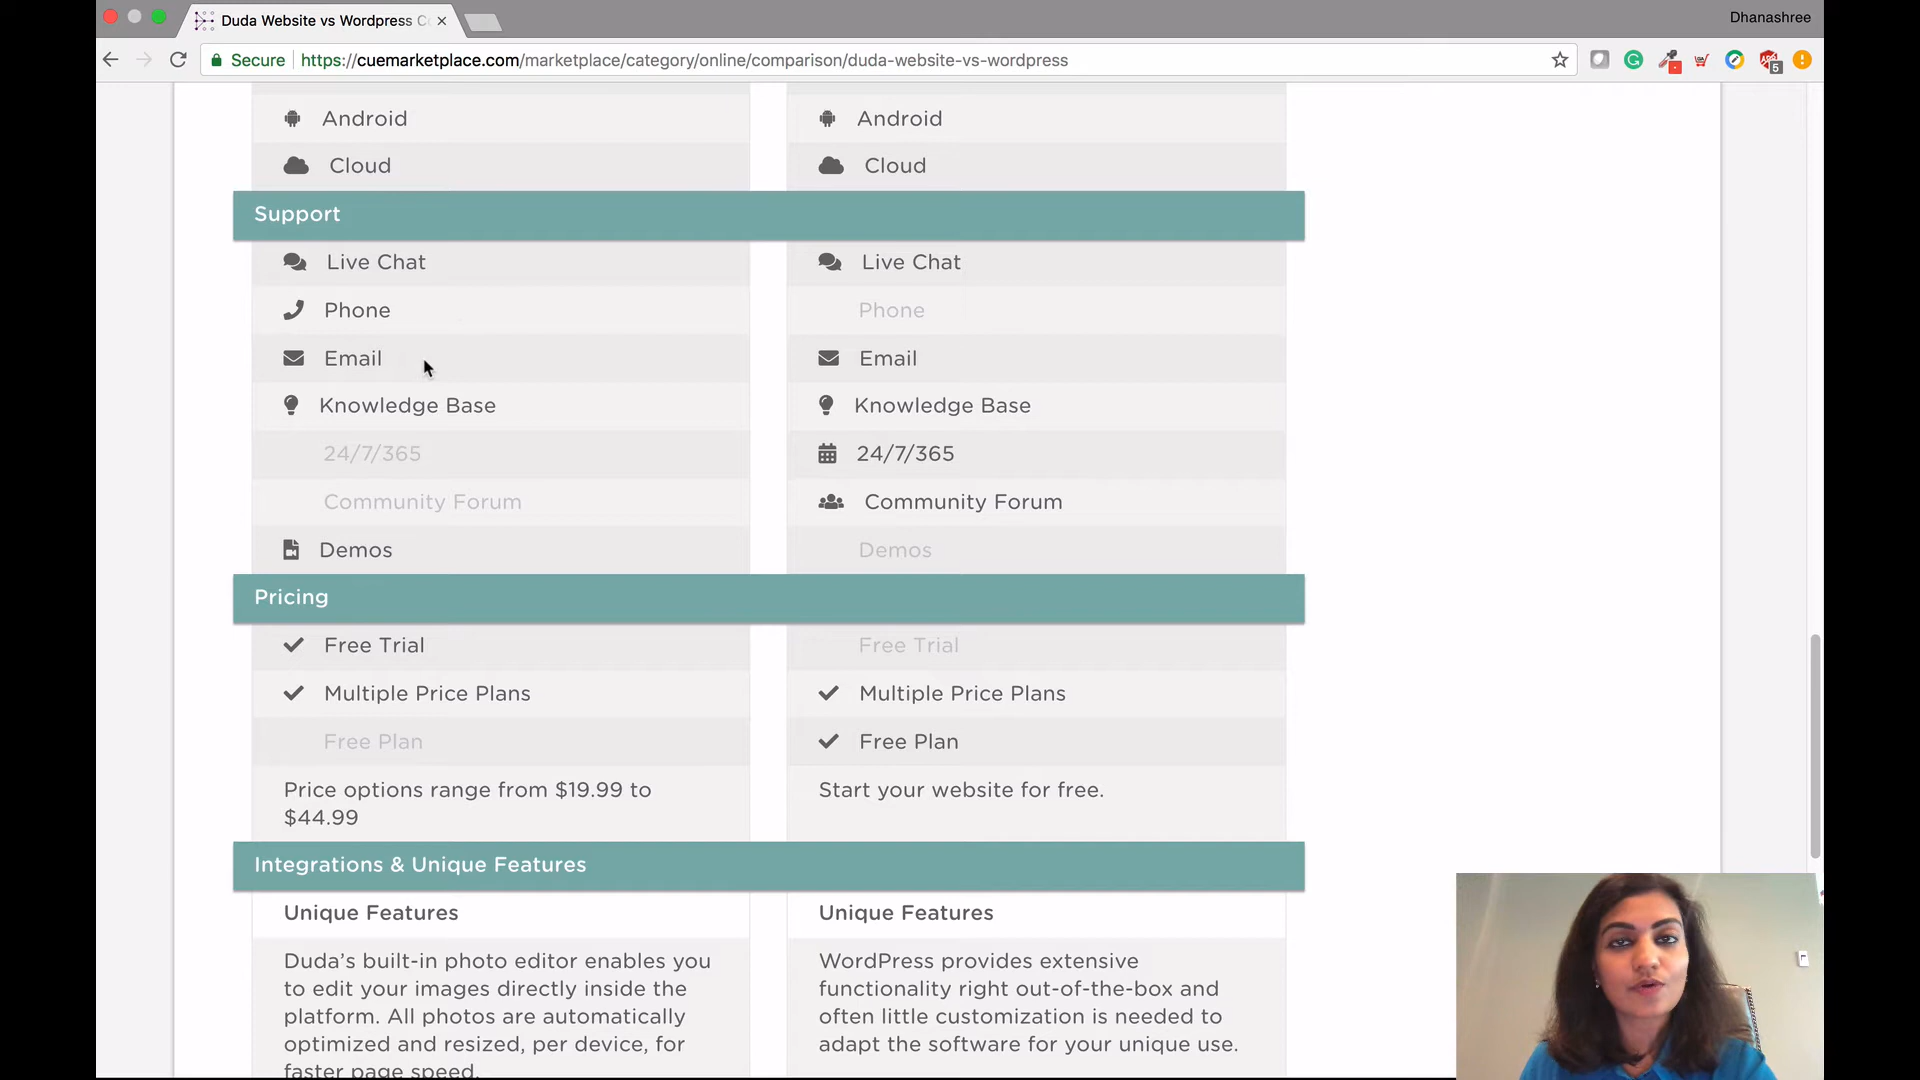 Duda Website vs Wordpress C
Dhanashree
Secure
https://cuemarketplace.com/marketplace/category/online/comparison/duda-website-vs-wordpress
5
Android
Android
Cloud
Cloud
Support
Live Chat
Live Chat
Phone
Phone
Email
Email
Knowledge Base
Knowledge Base
24/7/365
24/7/365
Community Forum
Community Forum
Demos
Demos
Pricing
Free Trial
Free Trial
Multiple Price Plans
Multiple Price Plans
Free Plan
Free Plan
Price options range from $19.99 to
$44.99
Start your website for free.
Integrations & Unique Features
Unique Features
Duda's built-in photo editor enables you
to edit your images directly inside the
platform. All photos are automatically
optimized and resized, per device, for
faster page speed.
Unique Features
WordPress provides extensive
functionality right out-of-the-box and
often little customization is needed to
adapt the software for your unique use.